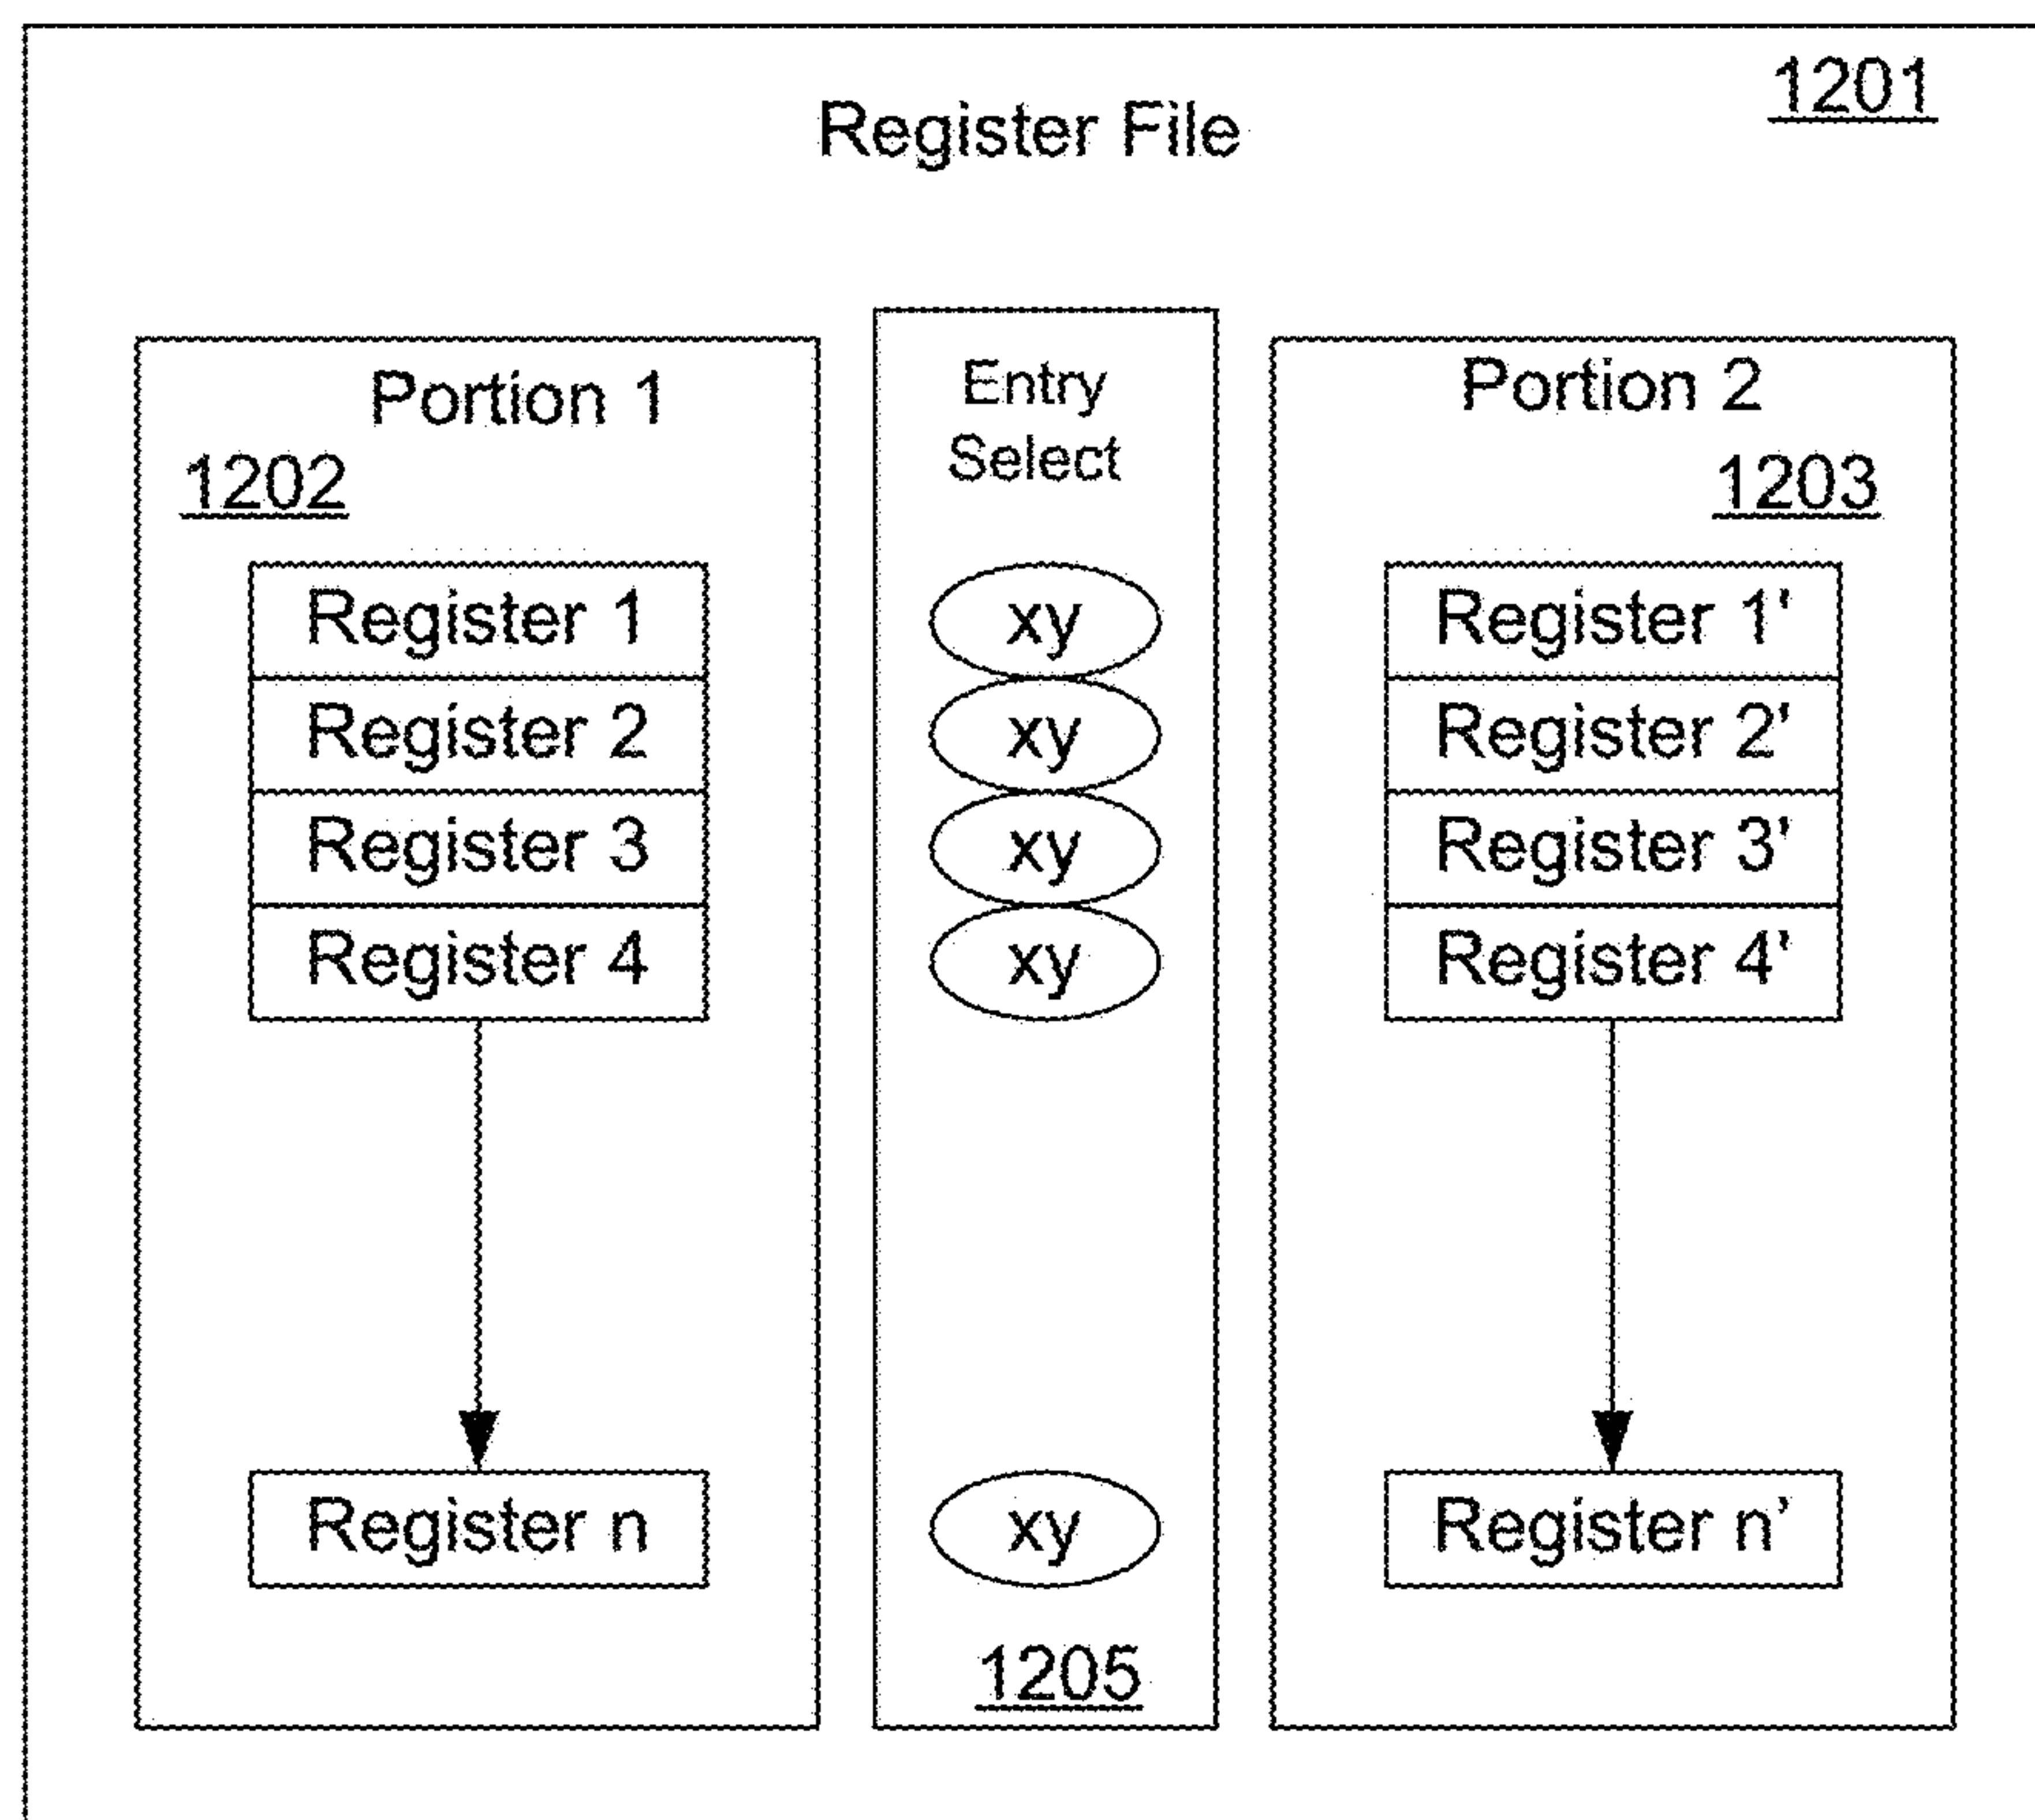 1201
Register File
Portion 1
1202
Register 1
Register 2
Register 3
Register 4
Register n
Entry
Select
xy
xy
xy
xy
xy
1205
Portion 2
1203
Register 1'
Register 2'
Register 3'
Register 4'
Register n’